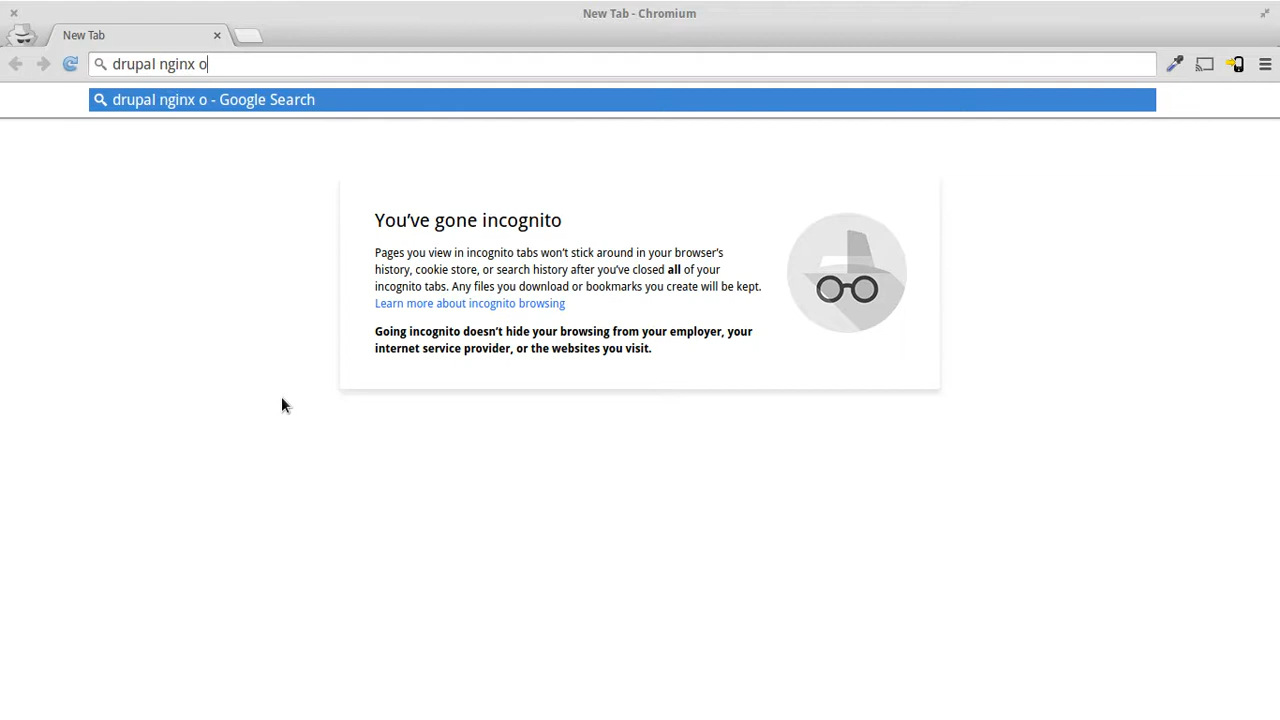 New Tab - Chromium
New Tab
drupal nginx o
drupal nginx o - Google Search
You've gone incognito
Pages you view in incognito tabs won't stick around in your browser's
history, cookie store, or search history after you've closed all of your
incognito tabs. Any files you download or bookmarks you create will be kept.
Learn more about incognito browsing
Going incognito doesn't hide your browsing from your employer, your
internet service provider, or the websites you visit.